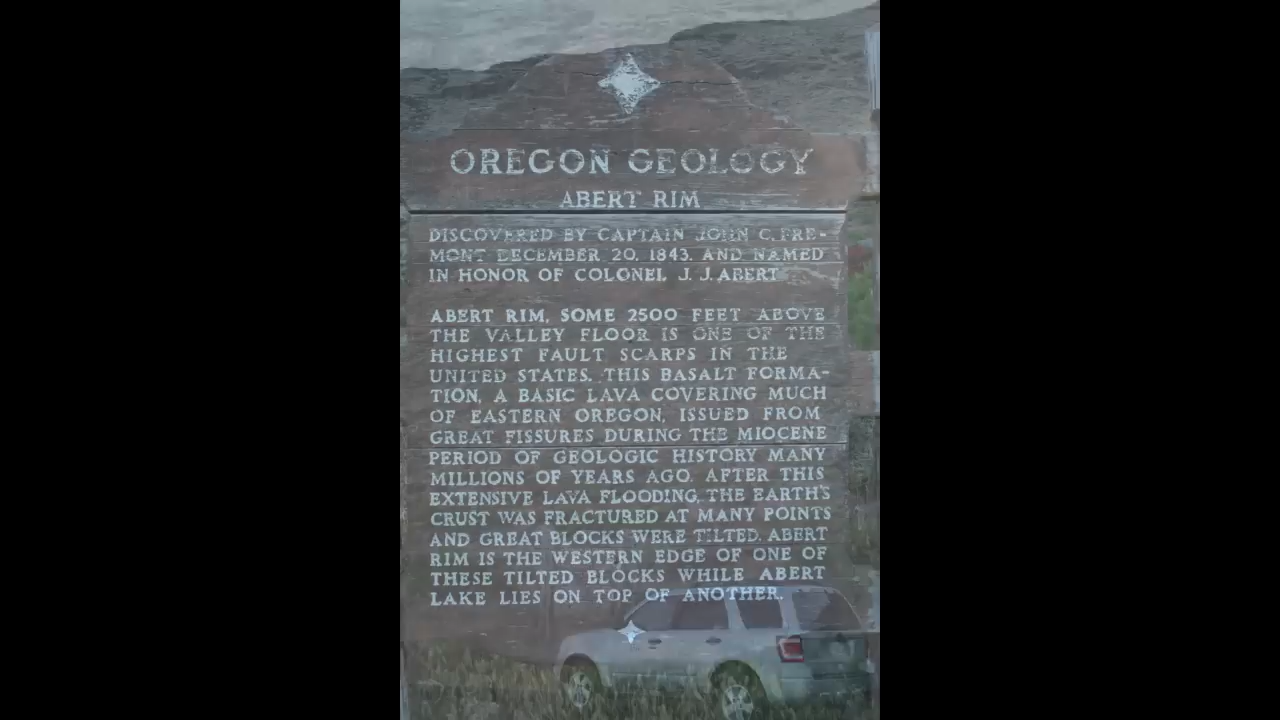 OREGON GEOLOGY
ABERT RIM
DISCOVERED BY CAPTAIN JOHN C. FRE-
MONT DECEMBER 20, 1843, AND NAMED
IN HONOR OF COLONEL J. J. ABERT
ABERT RIM, SOME 2500 FEET ABOVE
THE VALLEY FLOOR IS ONE OF THE
HIGHEST FAULT SCARPS IN THE
UNITED STATES. THIS BASALT FORMA-
TION, A BASIC LAVA COVERING MUCH
OF EASTERN OREGON, ISSUED FROM
GREAT FISSURES DURING THE MIOCENE
PERIOD OF GEOLOGIC HISTORY MANY
MILLIONS OF YEARS AGO. AFTER THIS
EXTENSIVE LAVA FLOODING, THE EARTH'S
CRUST WAS FRACTURED AT MANY POINTS
AND GREAT BLOCKS WERE TILTED. ABERT
RIM IS THE WESTERN EDGE OF ONE OF
THESE TILTED BLOCKS WHILE ABERT
LAKE LIES ON TOP OF ANOTHER.